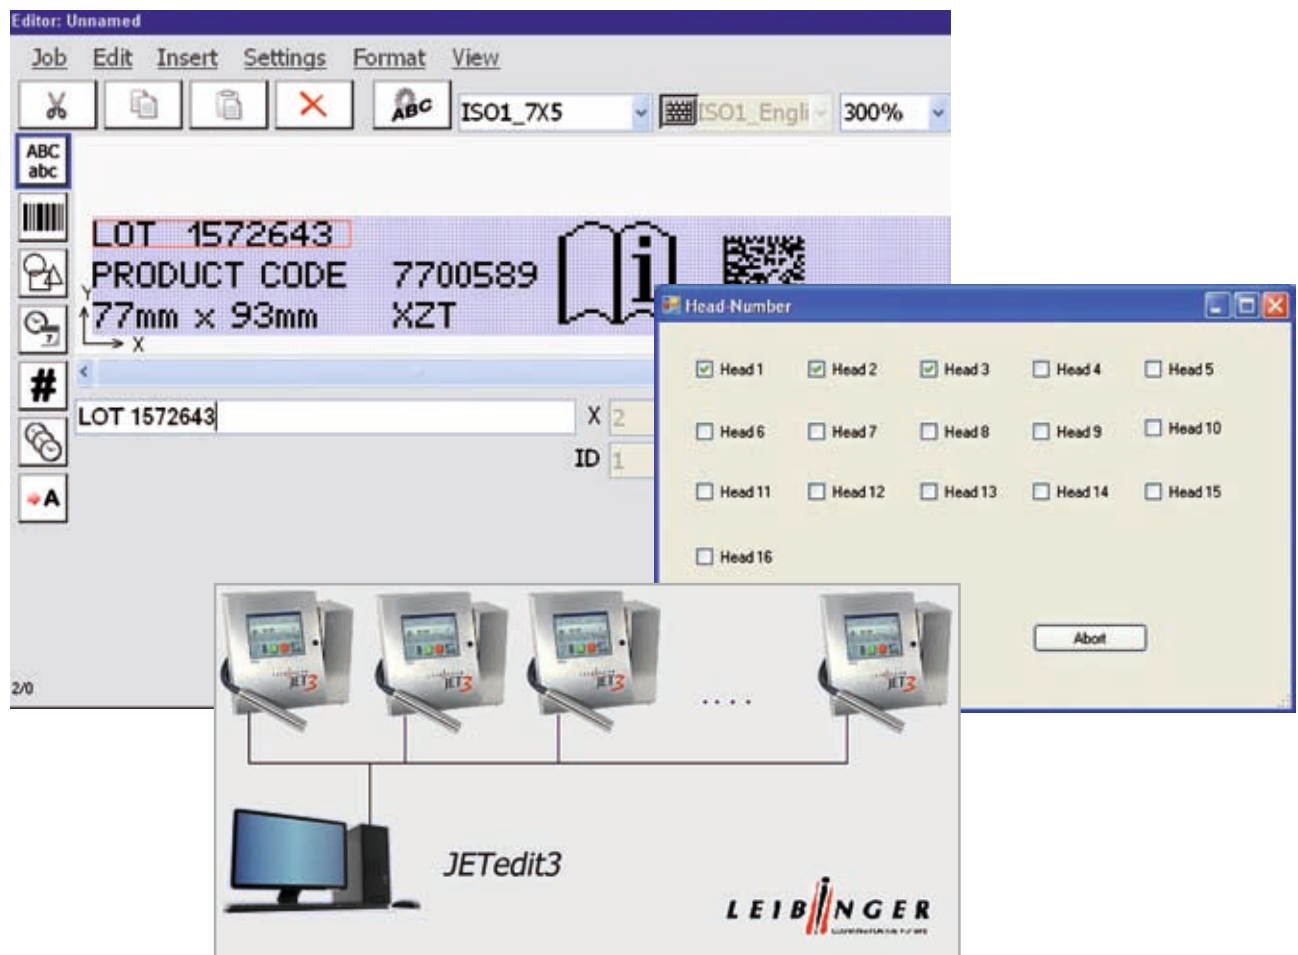 Editor: Unnamed
Job Edit Insert Settings Format View
ABC ISO1_7X5 ISO1_Engli 300%
ABC
abc
LOT 1572643
PRODUCT CODE 7700589
77mm x 93mm XZT
Y
X
7
#
LOT 1572643 X 2
ID 1
A
2/0
Head-Number
Head 1 Head 2 Head 3 Head 4 Head 5
Head 6 Head 7 Head 8 Head 9 Head 10
Head 11 Head 12 Head 13 Head 14 Head 15
Head 16
Abort
JET3 JET3 JET3 .... JET3
JETedit3
LEIBINGER